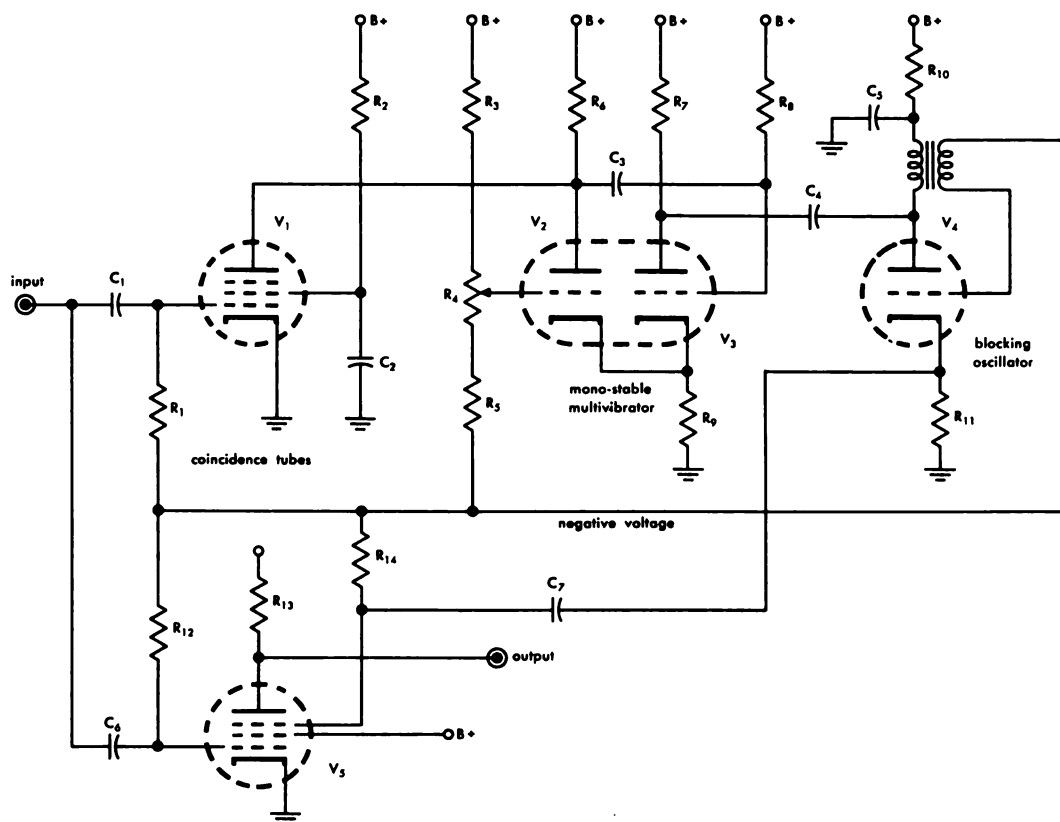 B+
B+
B+
B+
B+
B+
R2
R3
R6
R7
R8
R10
C5
C3
C4
V1
V2
V4
input
C1
R4
V3
C2
blocking
oscillator
mono-stable
multivibrator
R1
R5
R9
R11
coincidence tubes
negative voltage
R14
C7
R13
R12
output
C6
B+
V5